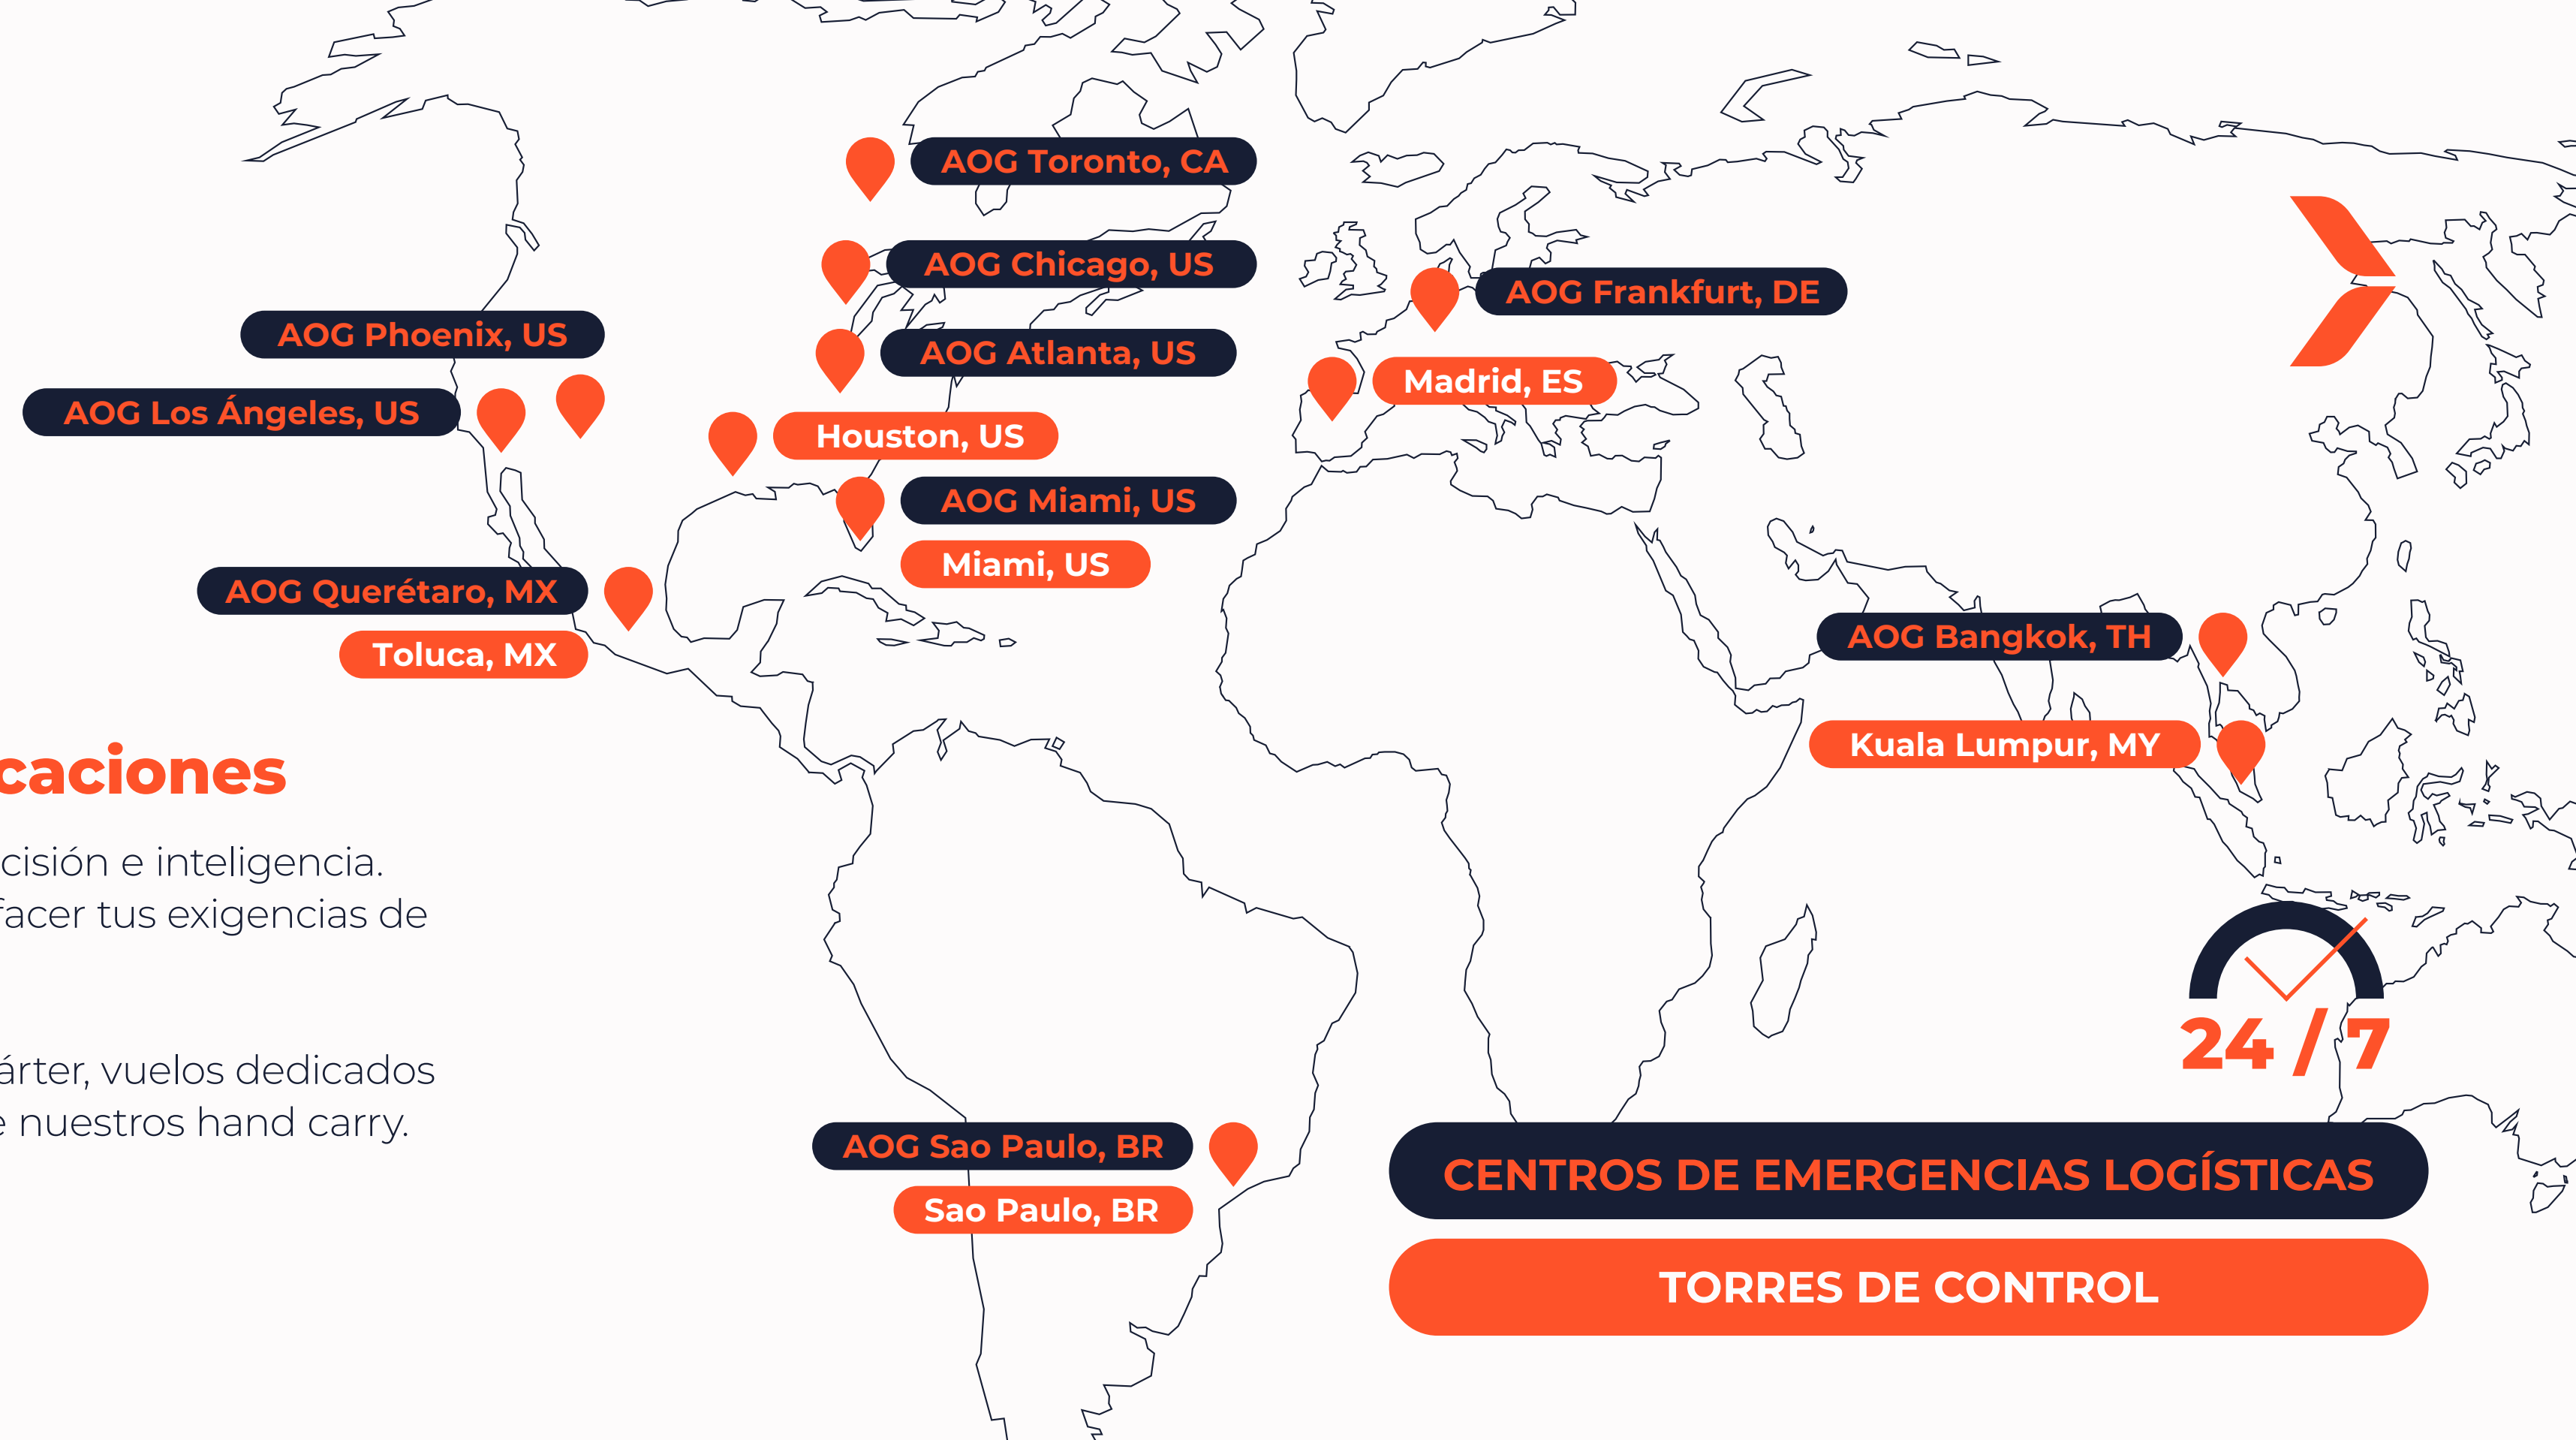 AOG Toronto, CA
AOG Chicago, US
AOG Frankfurt, DE
AOG Phoenix, US
AOG Atlanta, US
Madrid, ES
AOG Los Ángeles, US
Houston, US
AOG Miami, US
Miami, US
AOG Querétaro, MX
Toluca, MX
AOG Bangkok, TH
Kuala Lumpur, MY
caciones
cisión e inteligencia.
facer tus exigencias de
árter, vuelos dedicados
e nuestros hand carry.
24 / 7
AOG Sao Paulo, BR
Sao Paulo, BR
CENTROS DE EMERGENCIAS LOGÍSTICAS
TORRES DE CONTROL